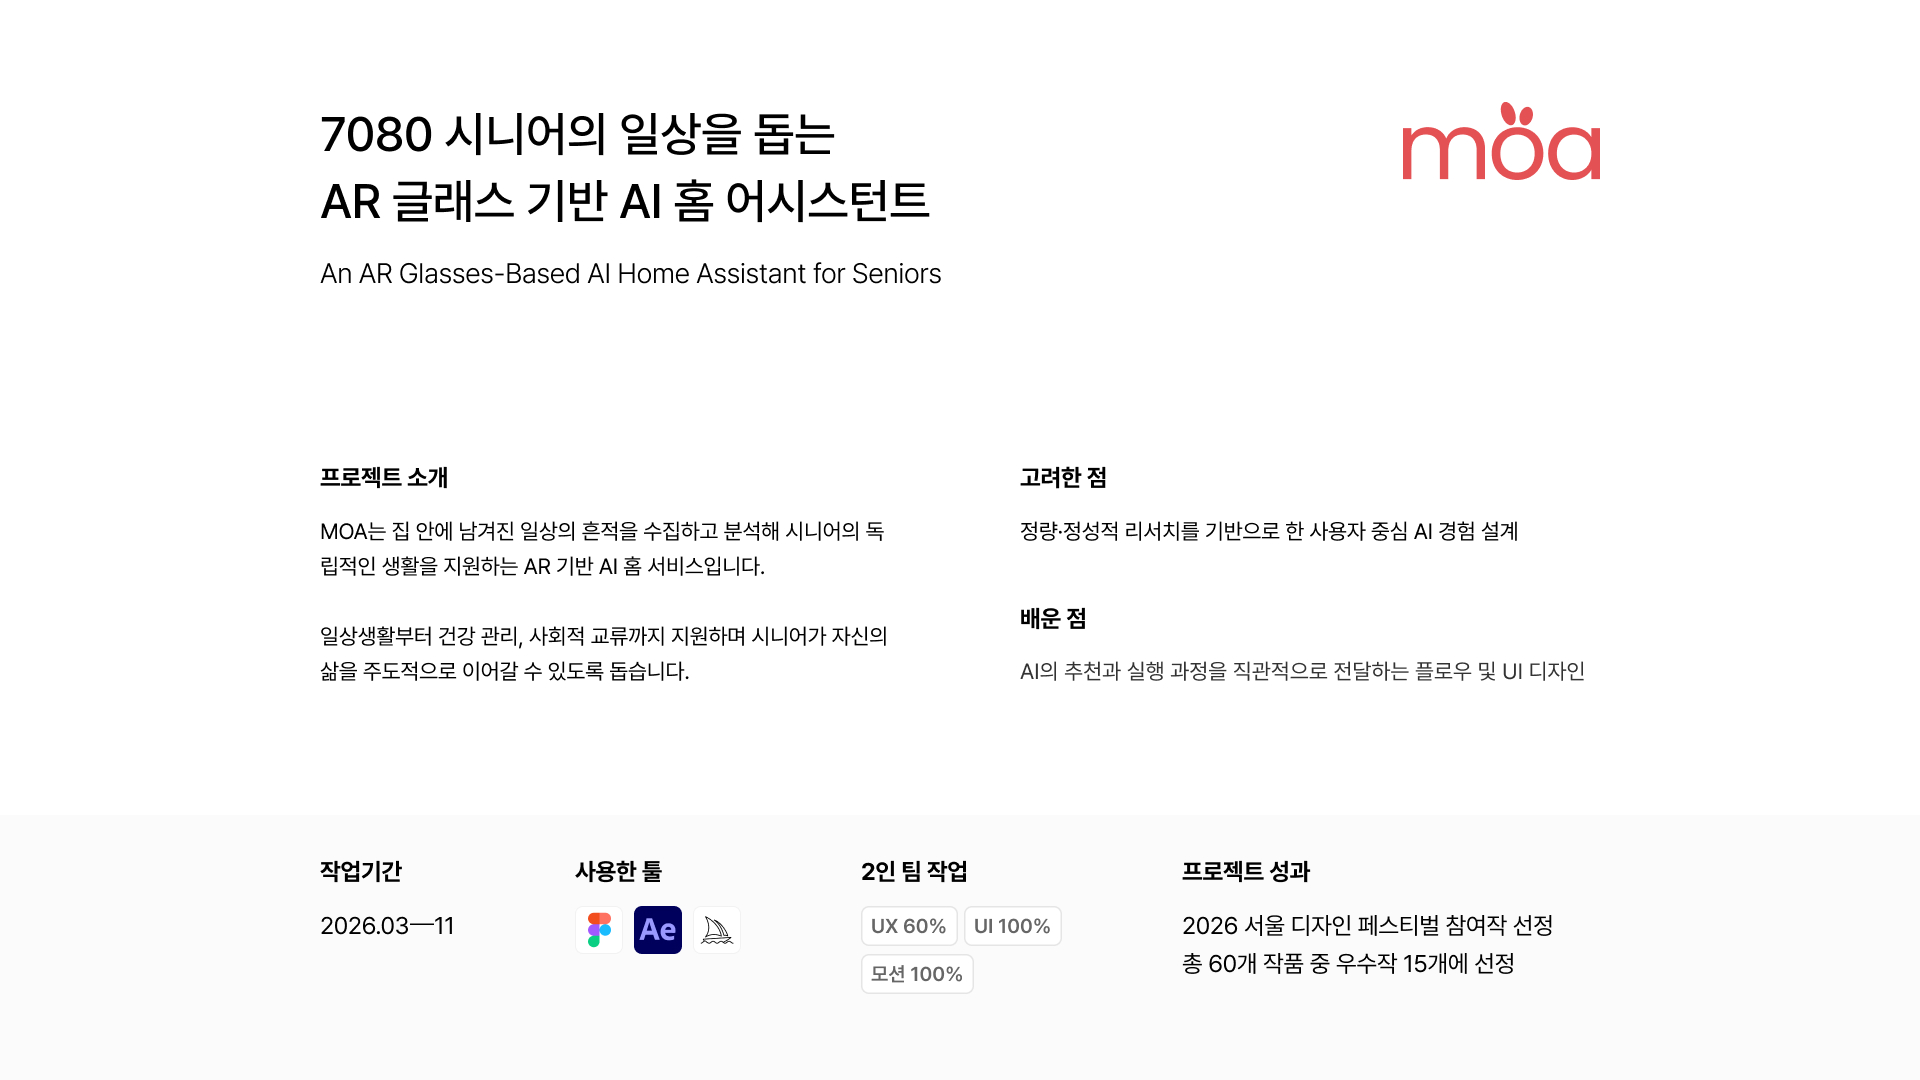 7080 시니어의 일상을 돕는
AR 글래스 기반 AI 홈 어시스턴트
An AR Glasses-Based AI Home Assistant for Seniors
möa
프로젝트 소개
MOA는 집 안에 남겨진 일상의 흔적을 수집하고 분석해 시니어의 독
립적인 생활을 지원하는 AR 기반 AI 홈 서비스입니다.
일상생활부터 건강 관리, 사회적 교류까지 지원하며 시니어가 자신의
삶을 주도적으로 이어갈 수 있도록 돕습니다.
고려한 점
정량·정성적 리서치를 기반으로 한 사용자 중심 AI 경험 설계
배운 점
AI의 추천과 실행 과정을 직관적으로 전달하는 플로우 및 UI 디자인
작업기간
2026.03—11
사용한 툴
Ae
2인 팀 작업
UX 60%
UI 100%
모션 100%
프로젝트 성과
2026 서울 디자인 페스티벌 참여작 선정
총 60개 작품 중 우수작 15개에 선정